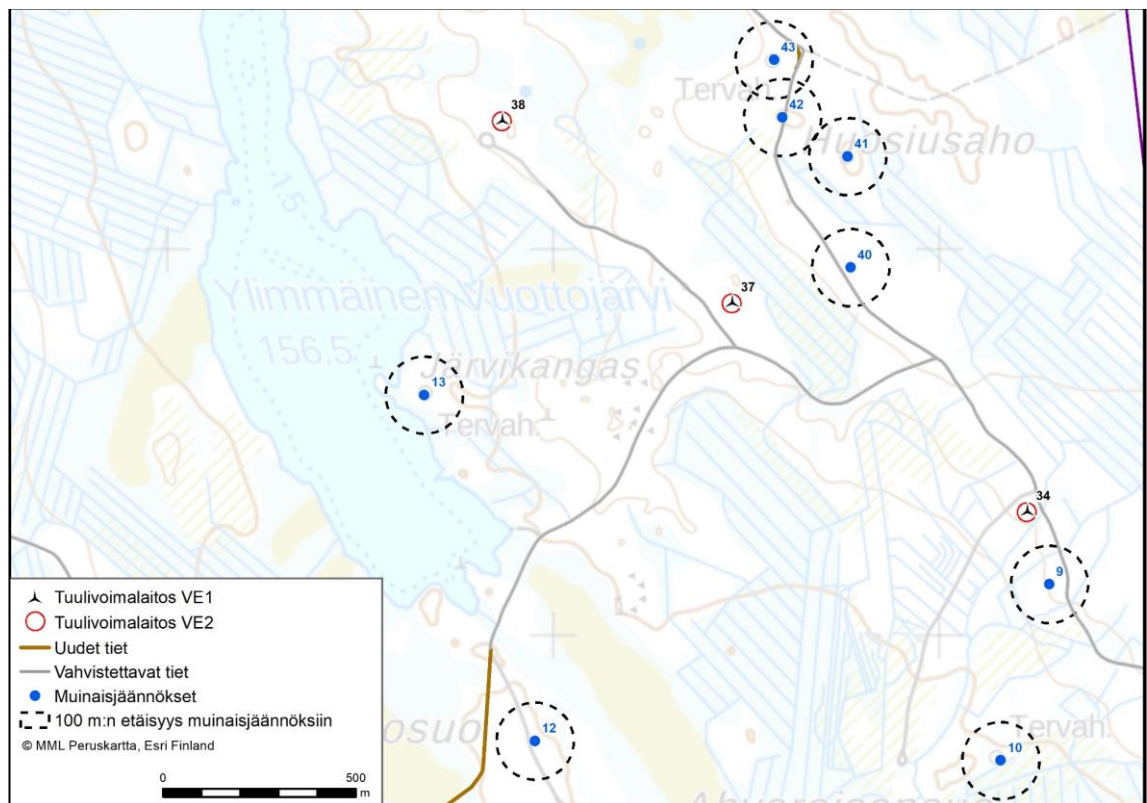 43
Tervah.
42
38
41
Huosiusaho
15
40
Ylimmäinen Vuottojärvi
37
156.5
Järvikangas
13
Tervah.
34
9
Tuulivoimalaitos VE1
Tuulivoimalaitos VE2
Uudet tiet
Vahvistettavat tiet
Muinaisjäännökset
100 m:n etäisyys muinaisjäännöksiin
© MML Peruskartta, Esri Finland
0 500
m
osuo
12
Tervah.
10